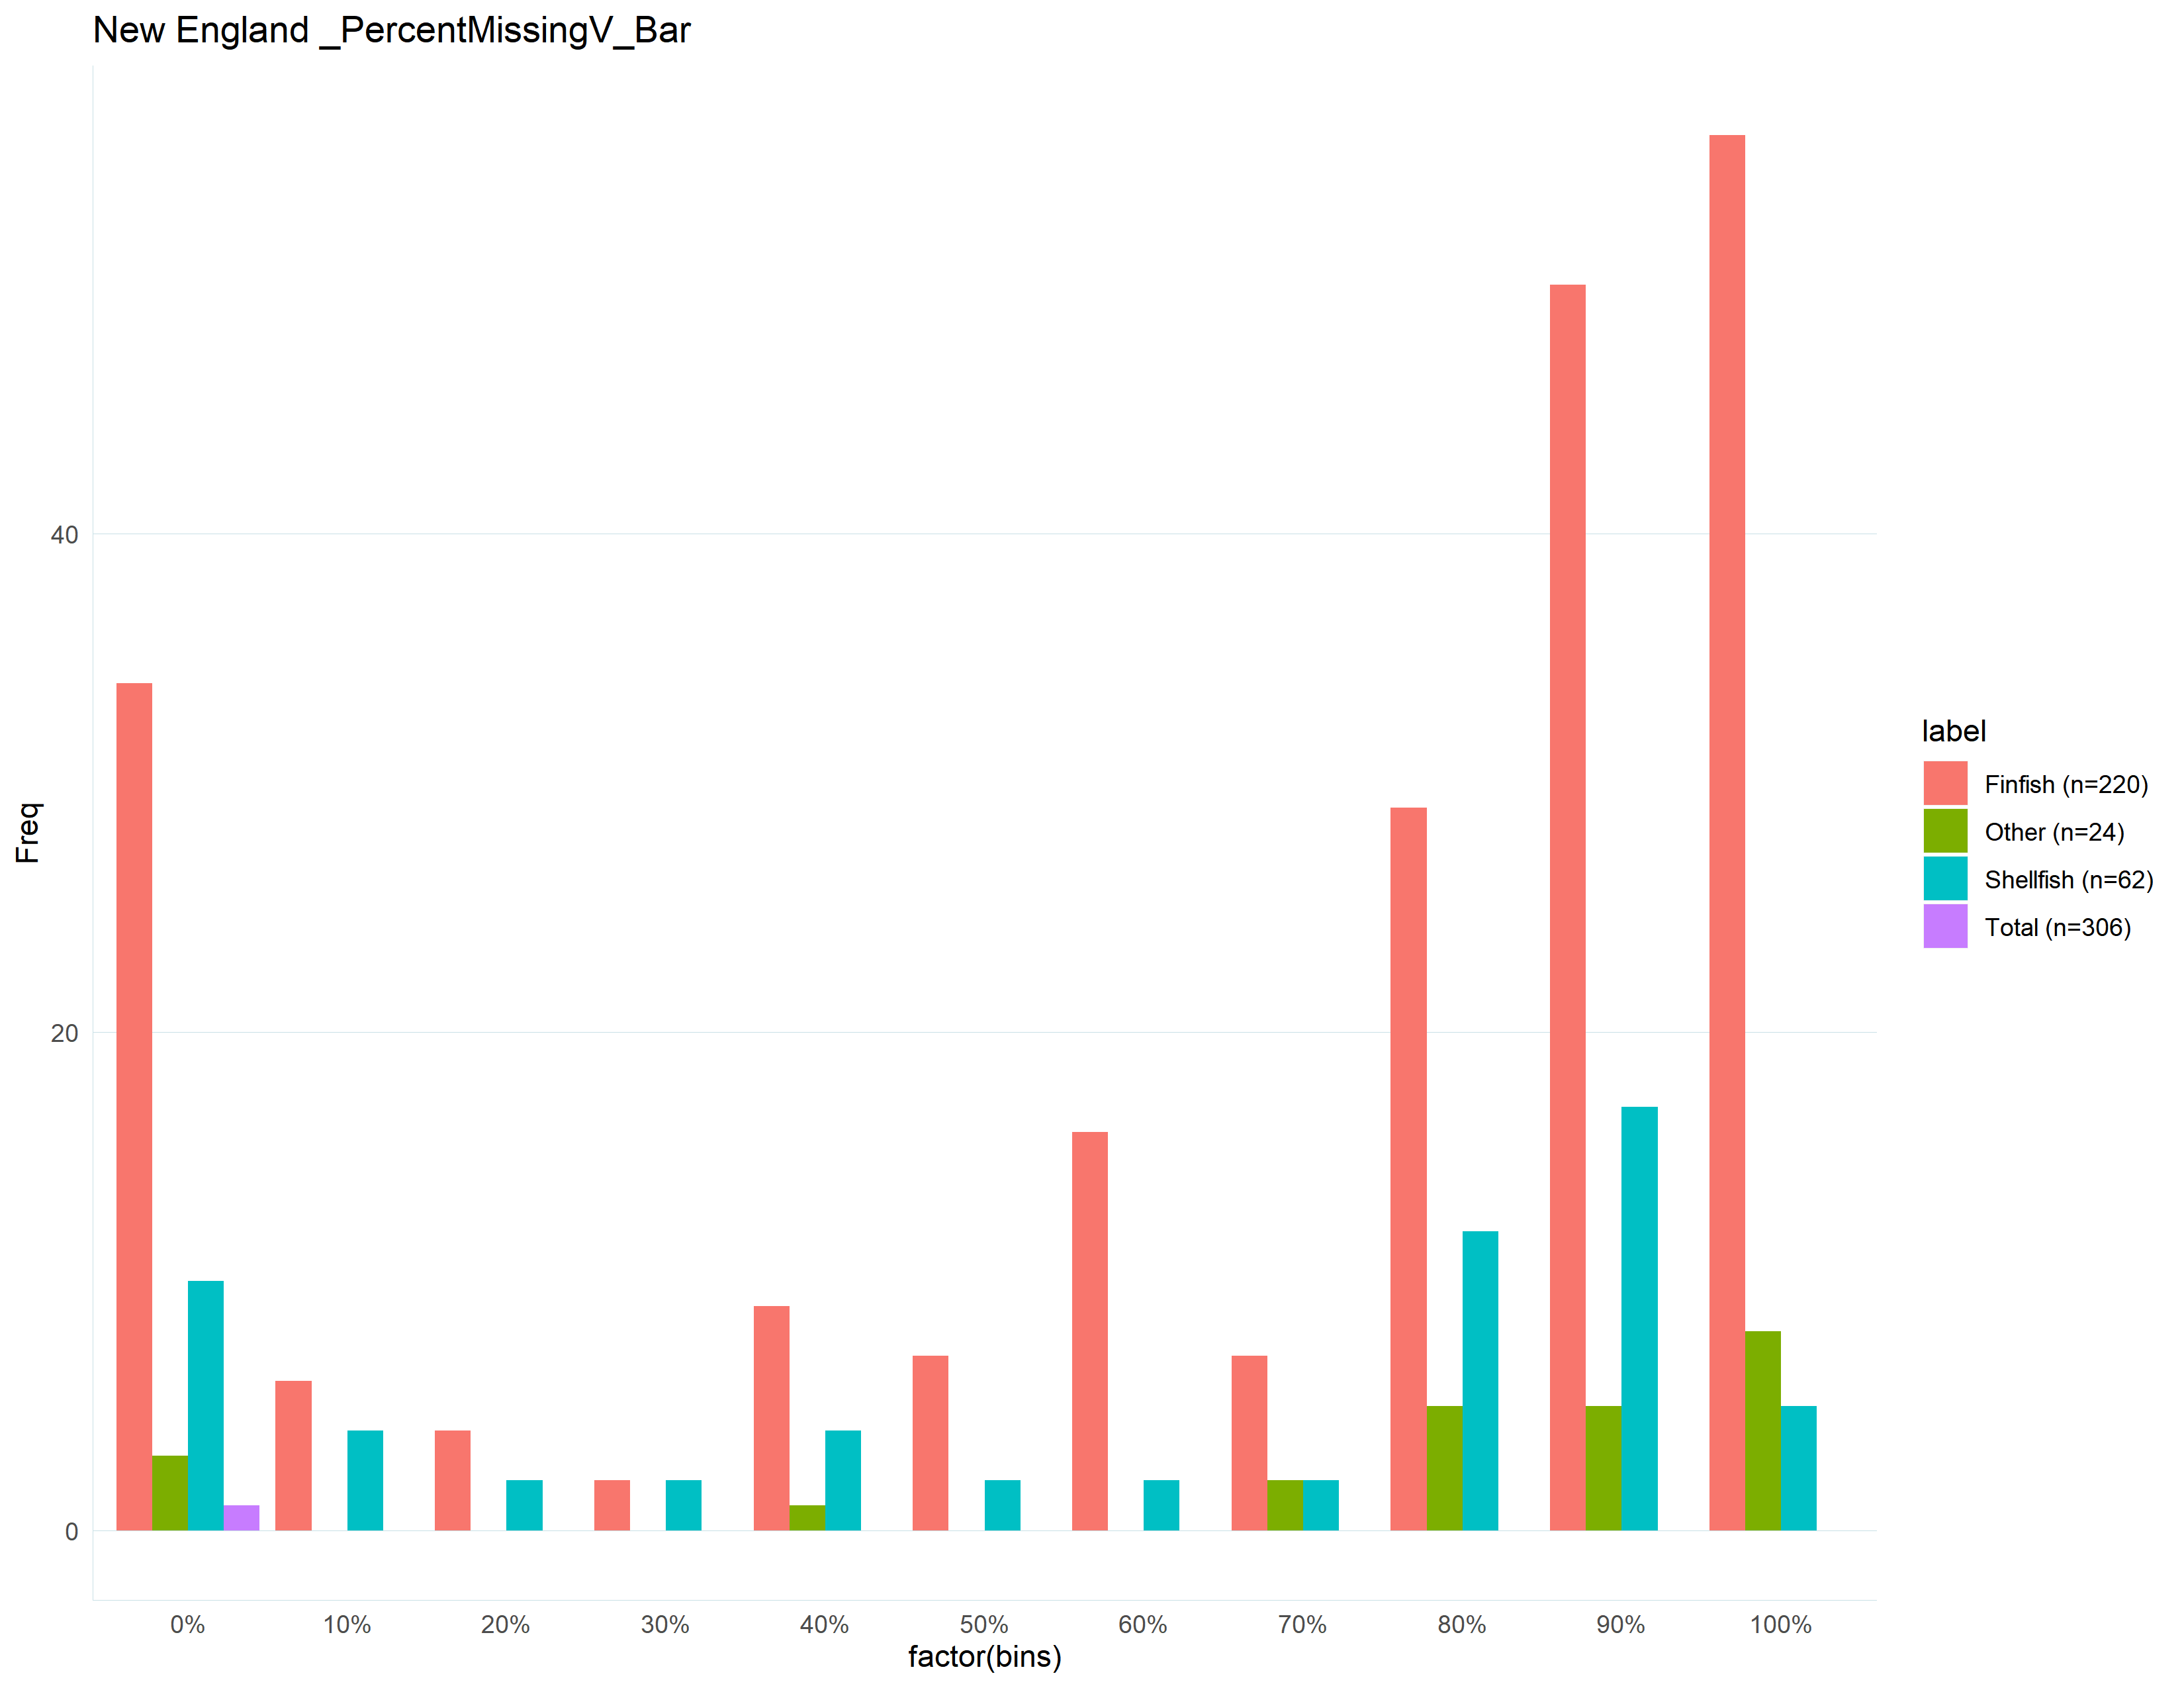 New England _PercentMissingV_Bar
Freq
40
20
0
0% 10% 20% 30% 40% 50% 60% 70% 80% 90% 100%
factor(bins)
label
Finfish (n=220)
Other (n=24)
Shellfish (n=62)
Total (n=306)